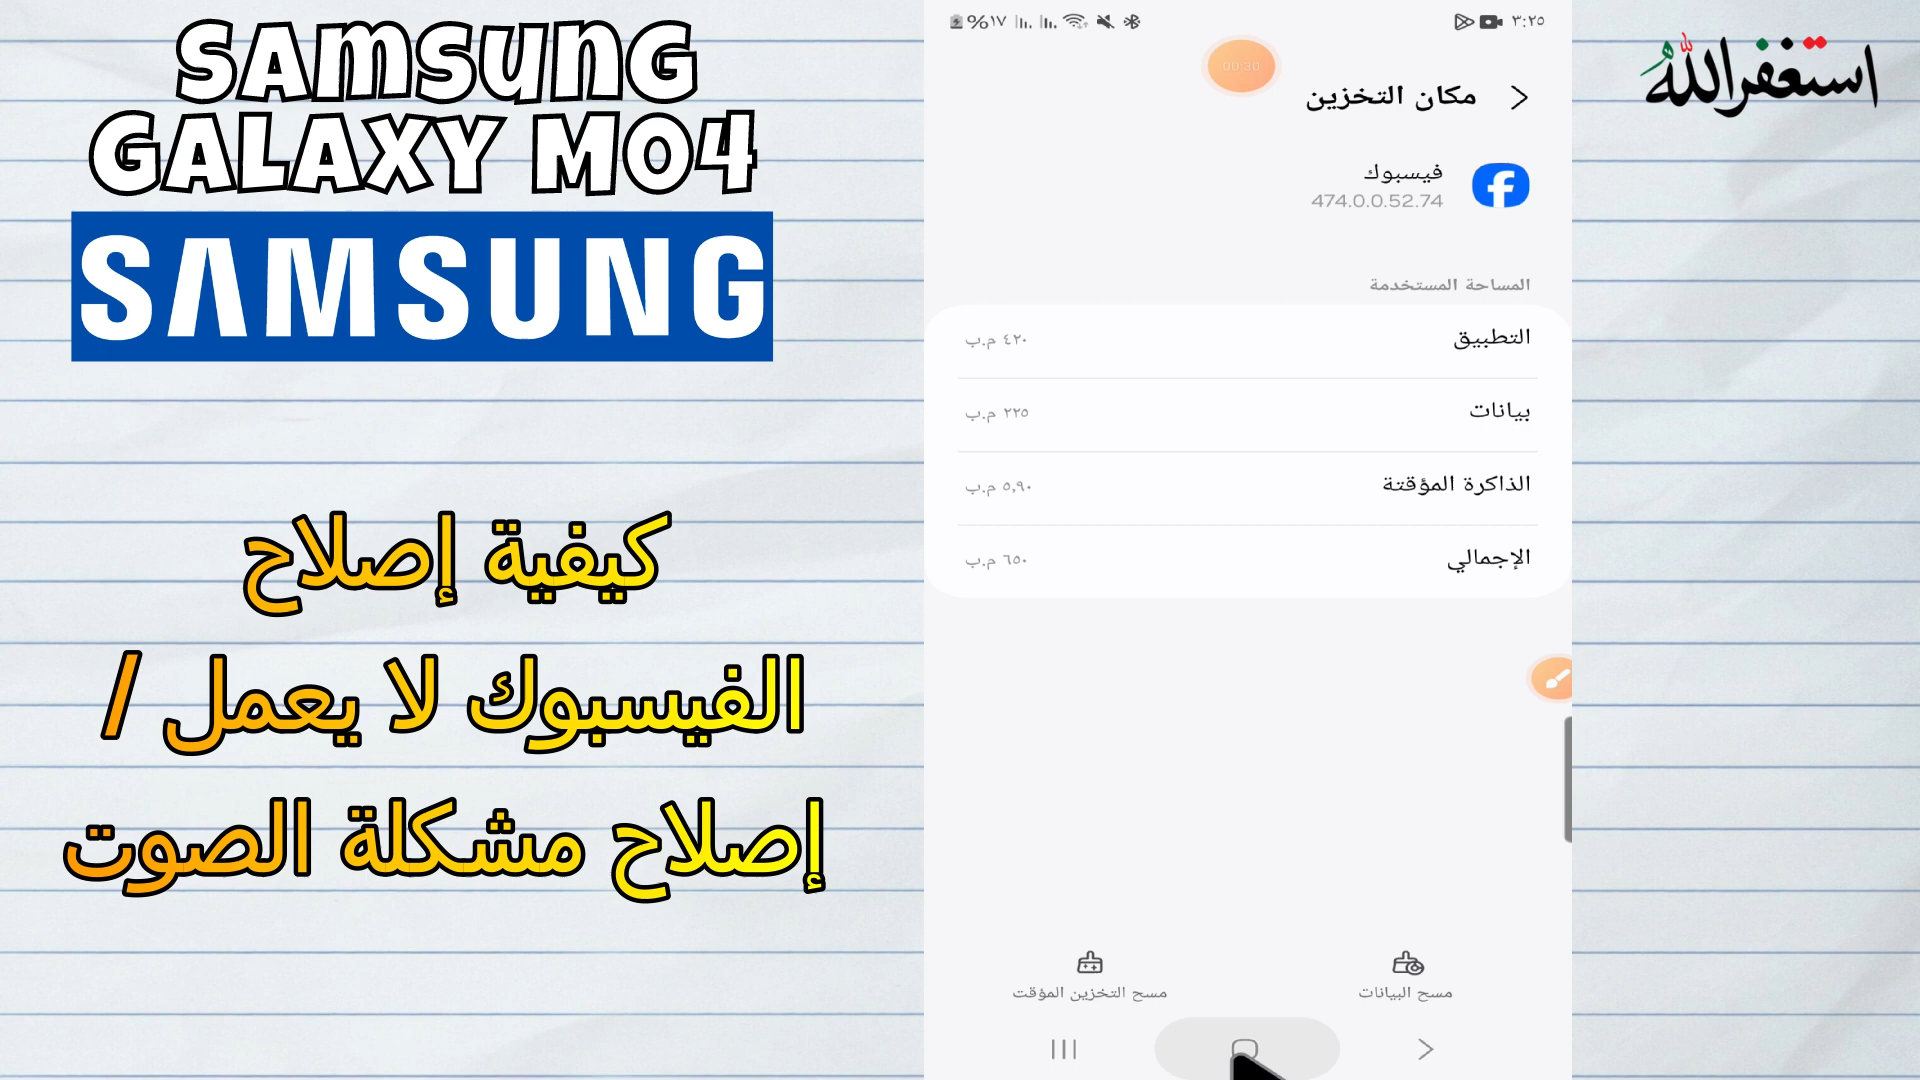 SAMSUNG
GALAXY M04
SAMSUNG
كيفية إصلاح
الفيسبوك لا يعمل /
إصلاح مشكلة الصوت
٣:٢٥
٪١٧
00:30
مكان التخزين
فيسبوك
474.0.0.52.74
المساحة المستخدمة
التطبيق ٤٢٠ م.ب
بيانات ٢٢٥ م.ب
الذاكرة المؤقتة ٥,٩٠ م.ب
الإجمالي ٦٥٠ م.ب
مسح البيانات
مسح التخزين المؤقت
استغفرالله